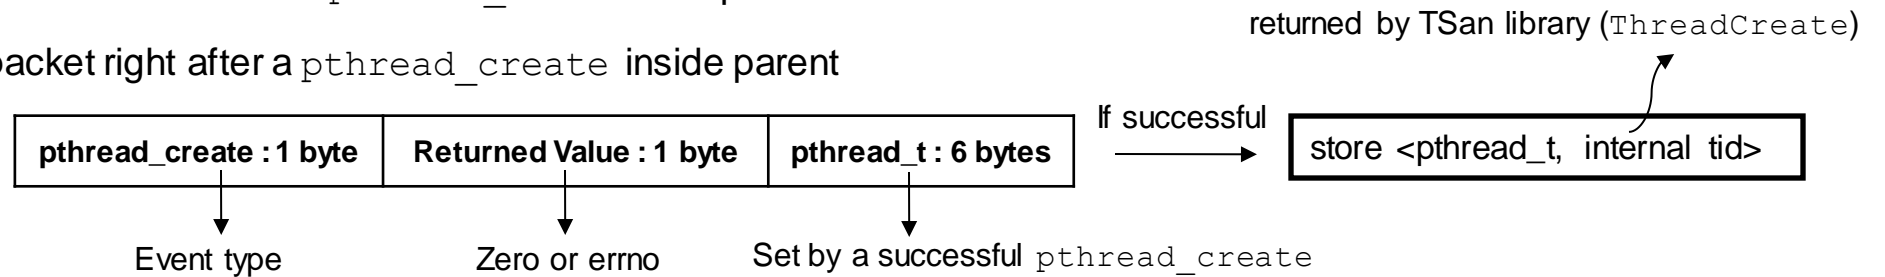 returned by TSan library (ThreadCreate)
packet right after a pthread_create inside parent
If successful
pthread_create : 1 byte Returned Value : 1 byte pthread_t : 6 bytes
store <pthread_t, internal tid>
Event type Zero or errno Set by a successful pthread_create